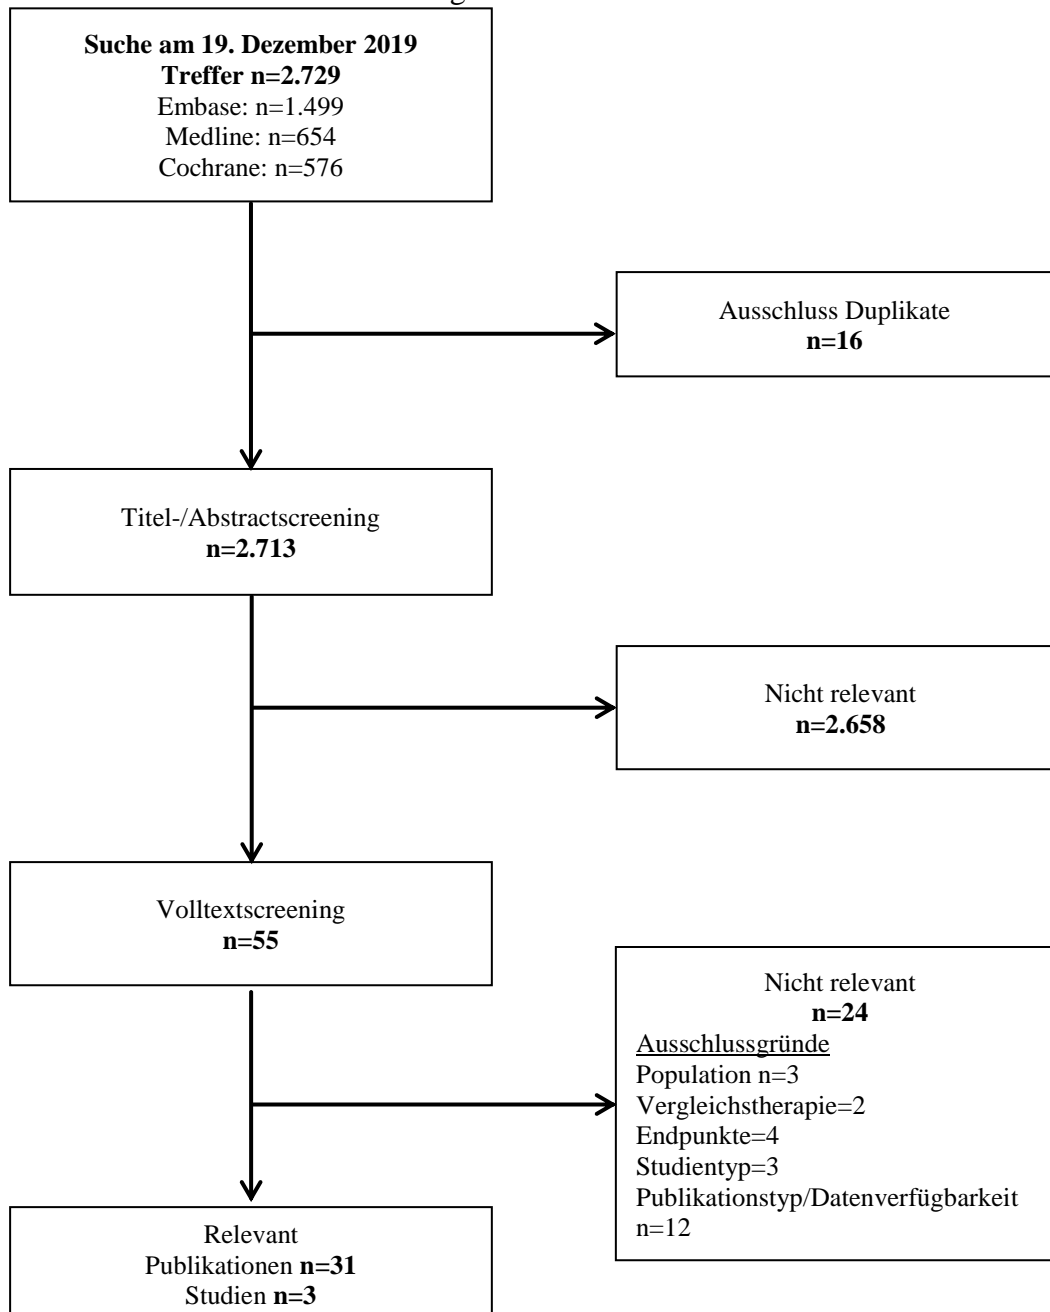 Suche am 19. Dezember 2019
Treffer n=2.729
Embase: n=1.499
Medline: n=654
Cochrane: n=576
Ausschluss Duplikate
n=16
Titel-/Abstractscreening
n=2.713
Nicht relevant
n=2.658
Volltextscreening
n=55
Nicht relevant
n=24
Ausschlussgründe
Population n=3
Vergleichstherapie=2
Endpunkte=4
Studientyp=3
Publikationstyp/Datenverfügbarkeit
n=12
Relevant
Publikationen n=31
Studien n=3